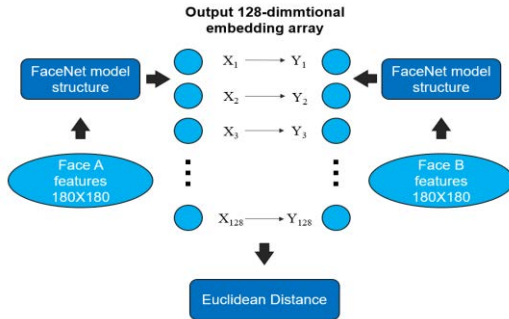 Output 128-dimmtional
embedding array
FaceNet model
structure
X1 Y1
FaceNet model
structure
X2 Y2
X3 Y3
Face A
features
180X180
Face B
features
180X180
X128 Y128
Euclidean Distance